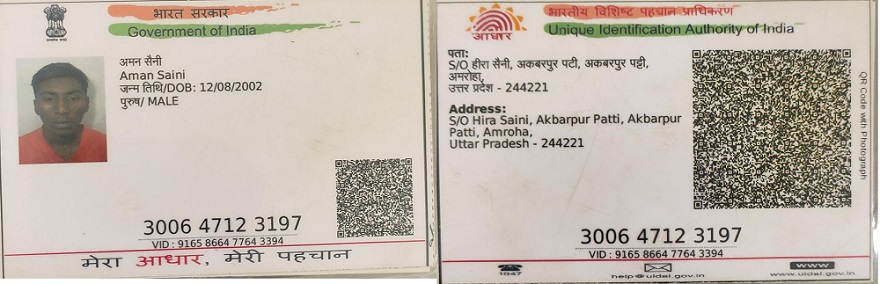 भारत सरकार
Government of India
अमन सैनी
Aman Saini
जन्म तिथि/DOB: 12/08/2002
पुरुष/ MALE
3006 4712 3197
VID : 9165 8664 7764 3394
मेरा आधार, मेरी पहचान
भारतीय विशिष्ट पहचान प्राधिकरण
Unique Identification Authority of India
आधार
पता:
S/O हीरा सैनी, अकबरपुर पटी, अकबरपुर पट्टी,
अमरोहा,
उत्तर प्रदेश - 244221
Address:
S/O Hira Saini, Akbarpur Patti, Akbarpur
Patti, Amroha,
Uttar Pradesh - 244221
QR Code with Photograph
3006 4712 3197
VID : 9165 8664 7764 3394
1947
help@uidai.gov.in
www
www.uidai.gov.in